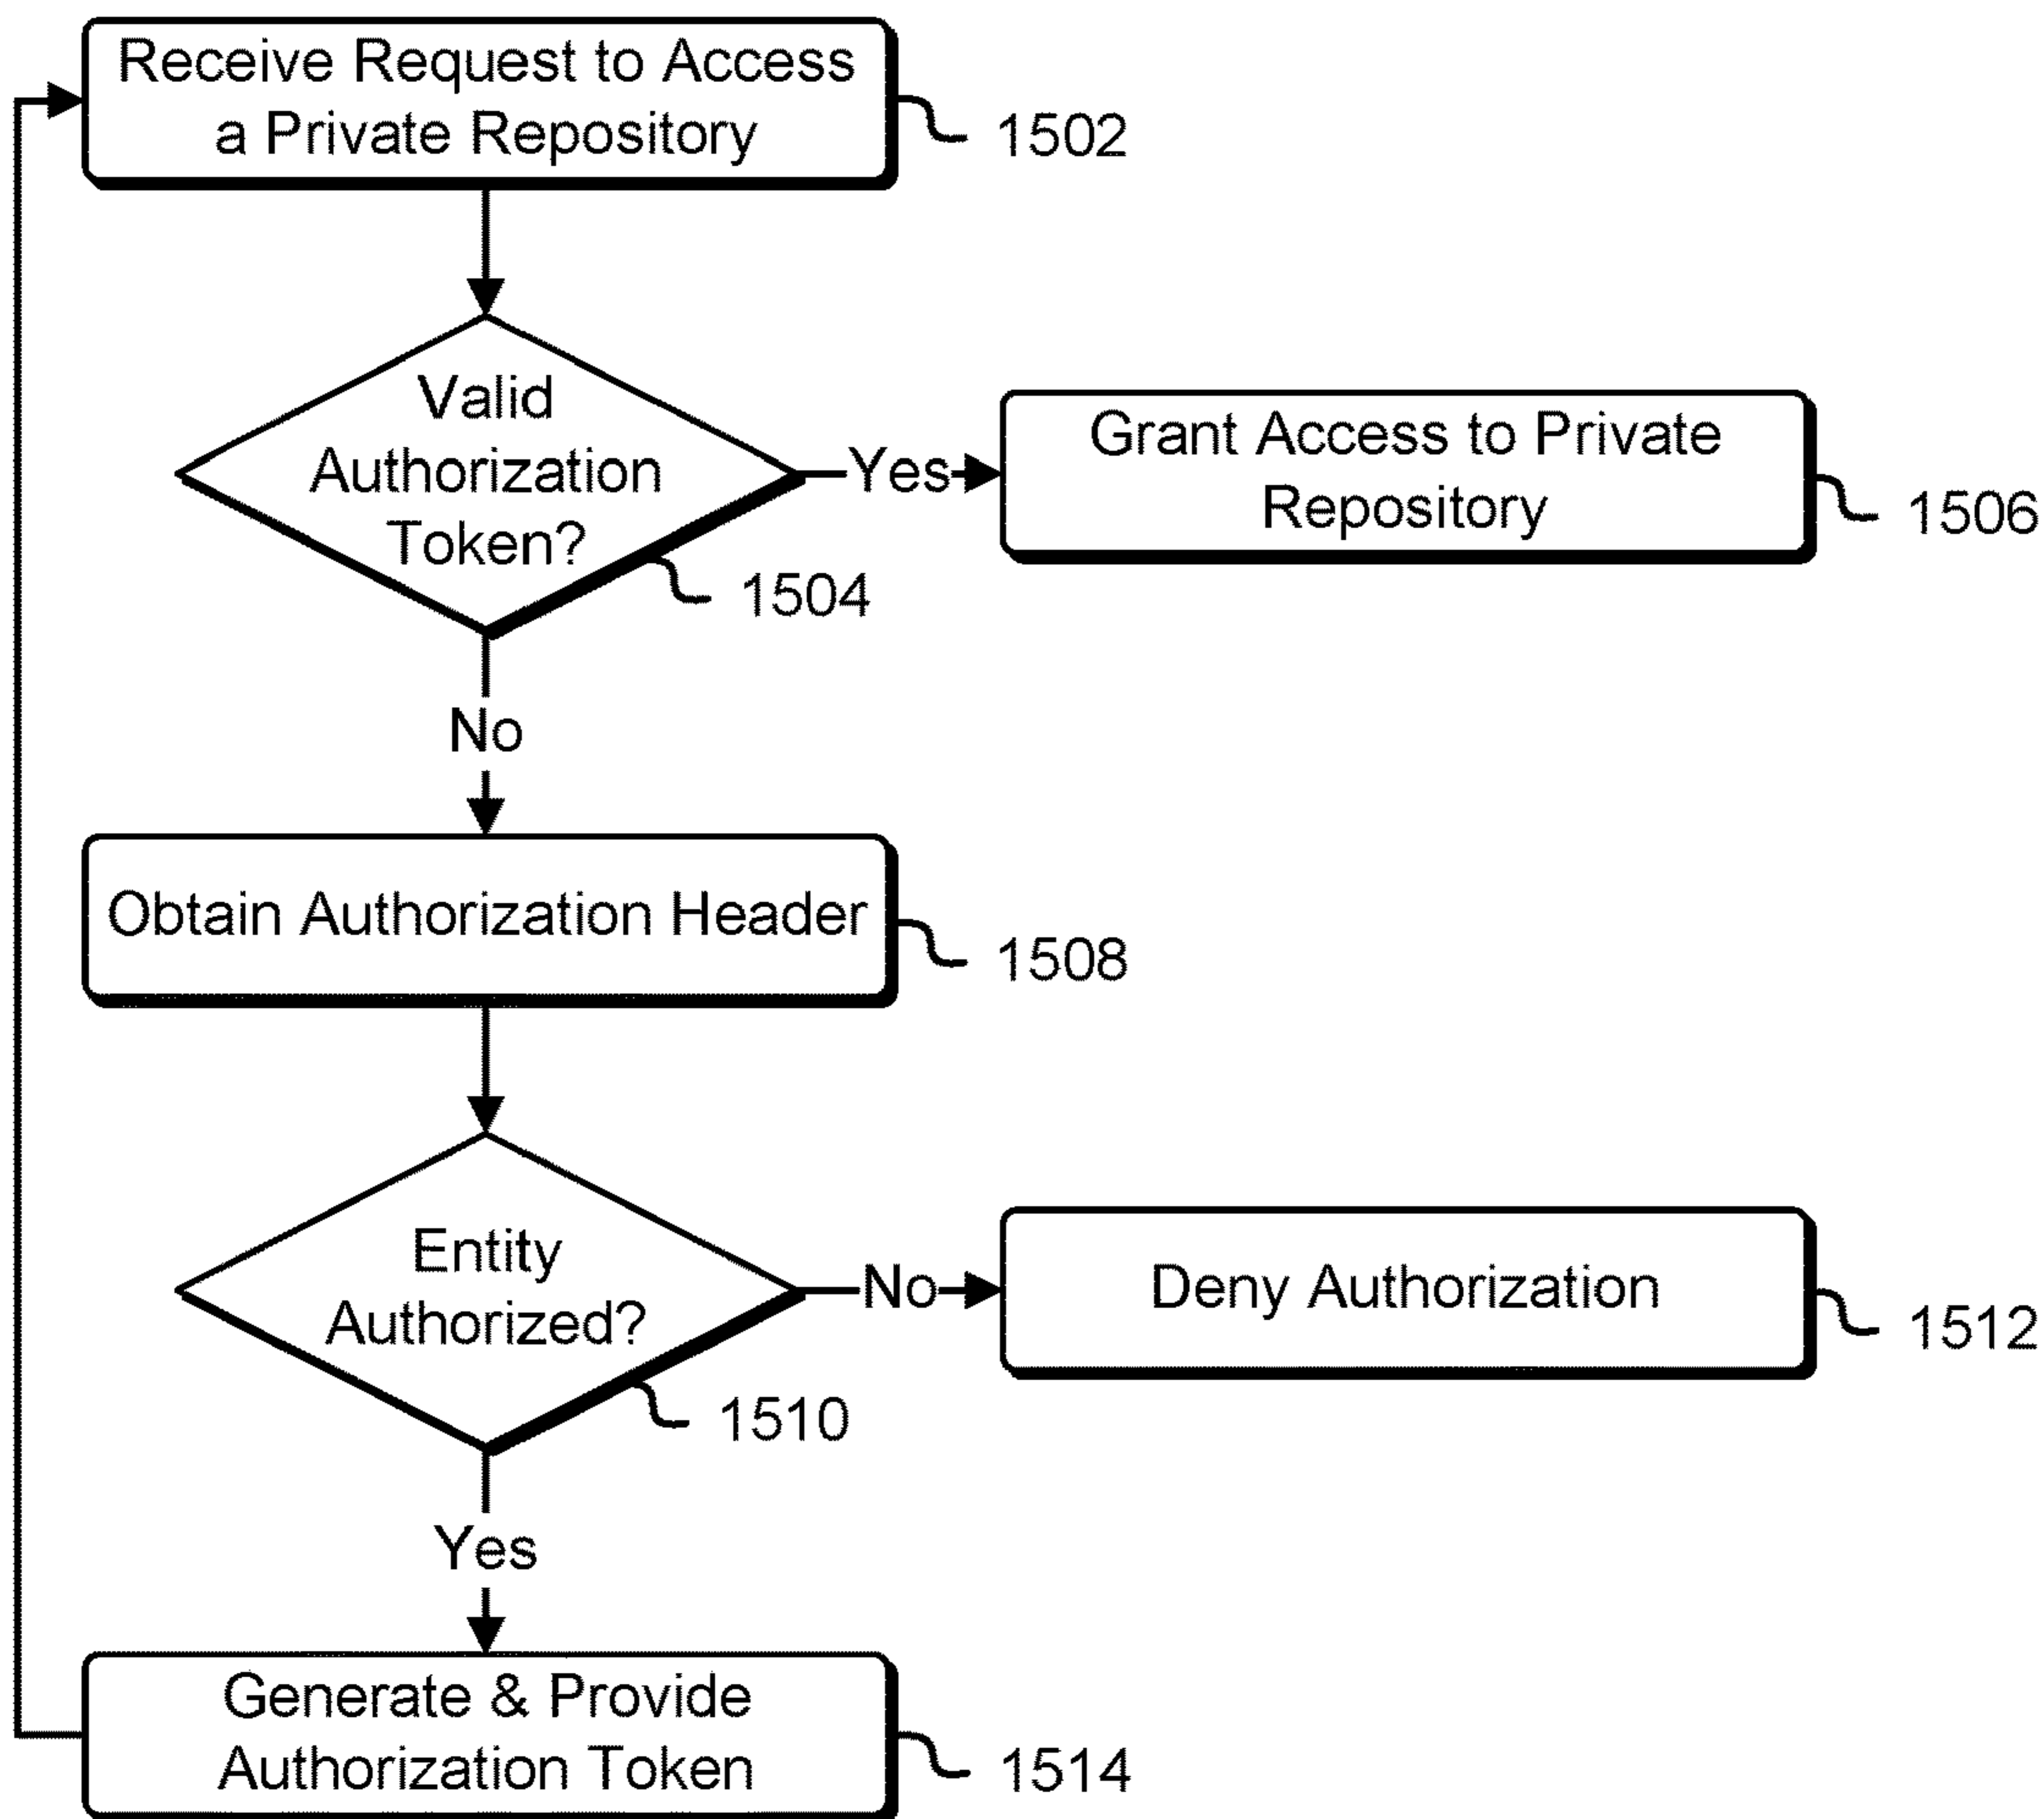 Receive Request to Access
a Private Repository
1502
Valid
Authorization
Token?
1504
Yes
Grant Access to Private
Repository
1506
No
Obtain Authorization Header
1508
Entity
Authorized?
1510
No
Deny Authorization
1512
Yes
Generate & Provide
Authorization Token
1514